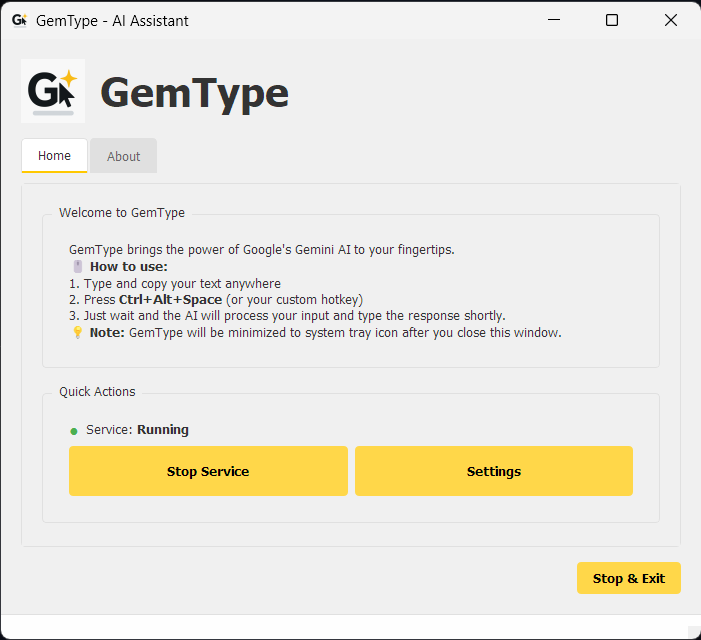 GemType - AI Assistant
G
GemType
Home About
Welcome to GemType
GemType brings the power of Google's Gemini AI to your fingertips.
🖱️ How to use:
1. Type and copy your text anywhere
2. Press Ctrl+Alt+Space (or your custom hotkey)
3. Just wait and the AI will process your input and type the response shortly.
💡 Note: GemType will be minimized to system tray icon after you close this window.
Quick Actions
● Service: Running
Stop Service Settings
Stop & Exit